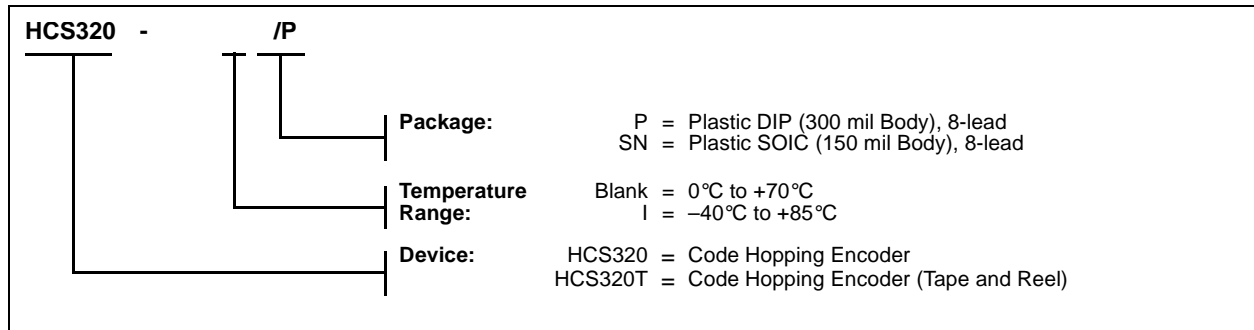 HCS320 - /P
Package: P = Plastic DIP (300 mil Body), 8-lead
SN = Plastic SOIC (150 mil Body), 8-lead
Temperature Blank = 0°C to +70°C
Range: I = –40°C to +85°C
Device: HCS320 = Code Hopping Encoder
HCS320T = Code Hopping Encoder (Tape and Reel)